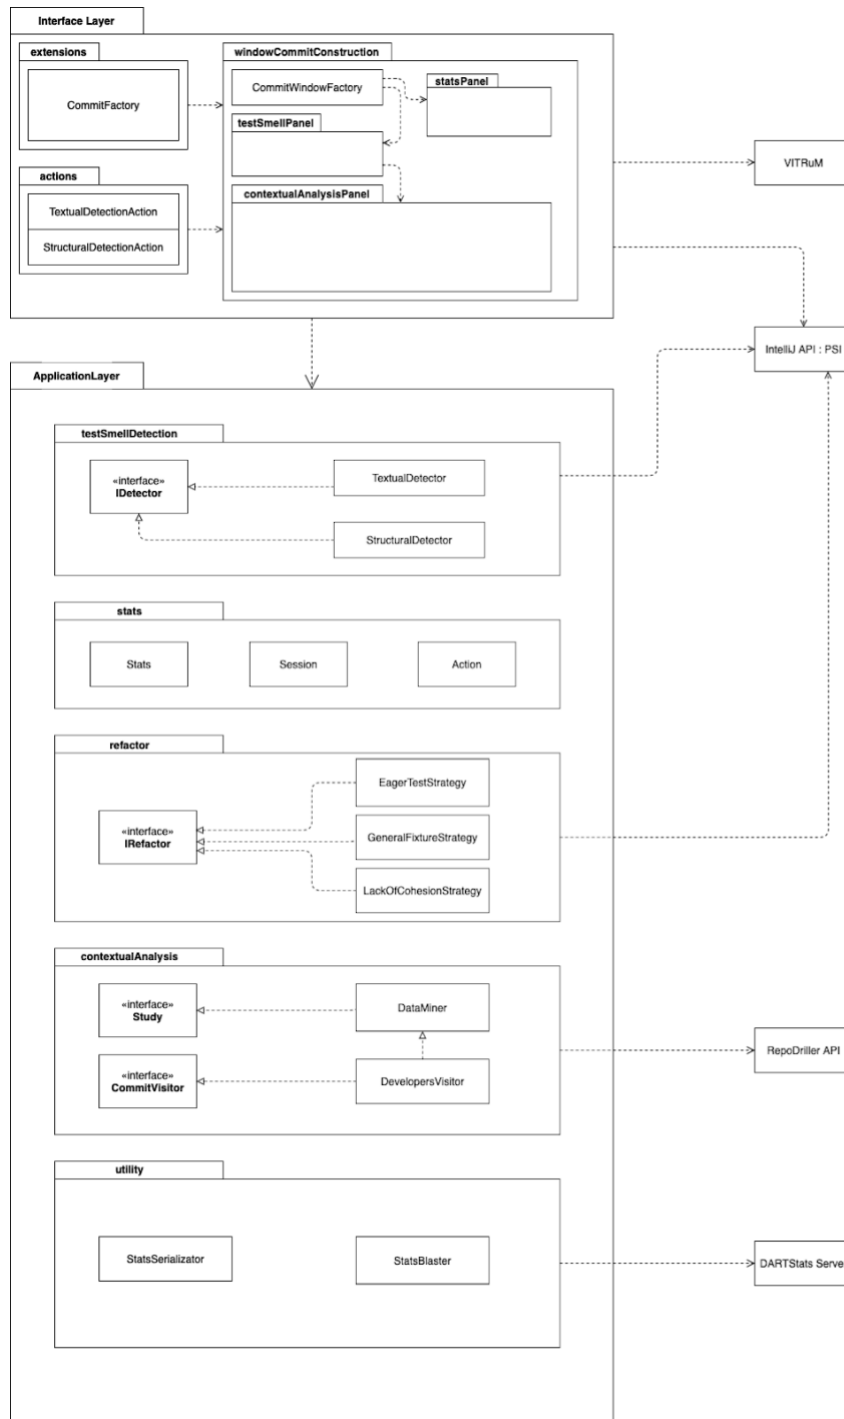 Interface Layer
extensions
CommitFactory
actions
TextualDetectionAction
StructuralDetectionAction
windowCommitConstruction
CommitWindowFactory
statsPanel
testSmellPanel
contextualAnalysisPanel
VITRuM
IntelliJ API : PSI
ApplicationLayer
testSmellDetection
«interface»
IDetector
TextualDetector
StructuralDetector
stats
Stats
Session
Action
refactor
«interface»
IRefactor
EagerTestStrategy
GeneralFixtureStrategy
LackOfCohesionStrategy
contextualAnalysis
«interface»
Study
DataMiner
«interface»
CommitVisitor
DevelopersVisitor
RepoDriller API
utility
StatsSerializator
StatsBlaster
DARTStats Serve